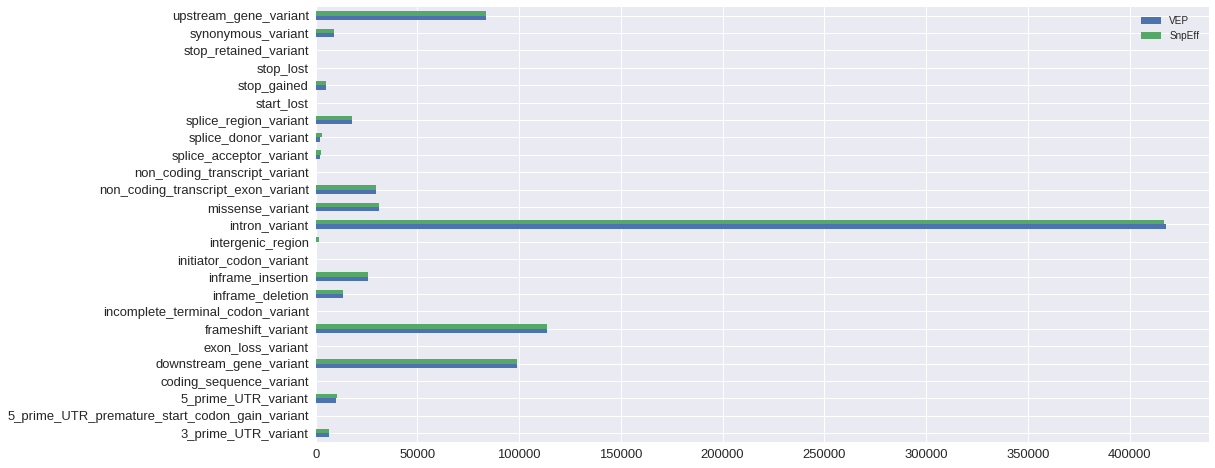 upstream_gene_variant
synonymous_variant
stop_retained_variant
stop_lost
stop_gained
start_lost
splice_region_variant
splice_donor_variant
splice_acceptor_variant
non_coding_transcript_variant
non_coding_transcript_exon_variant
missense_variant
intron_variant
intergenic_region
initiator_codon_variant
inframe_insertion
inframe_deletion
incomplete_terminal_codon_variant
frameshift_variant
exon_loss_variant
downstream_gene_variant
coding_sequence_variant
5_prime_UTR_variant
5_prime_UTR_premature_start_codon_gain_variant
3_prime_UTR_variant
0 50000 100000 150000 200000 250000 300000 350000 400000
VEP
SnpEff